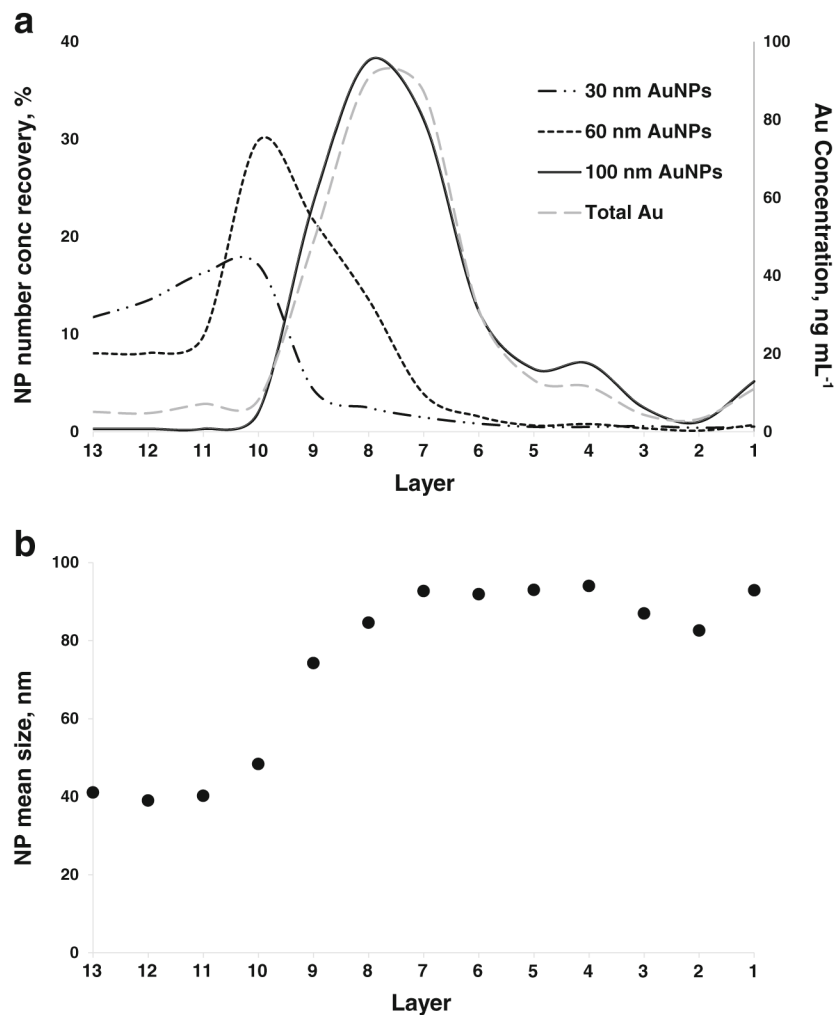 a
NP number conc recovery, %
40
30
20
10
0
30 nm AuNPs
60 nm AuNPs
100 nm AuNPs
Total Au
100
80
60
40
20
0
Au Concentration, ng mL-1
13 12 11 10 9 8 7 6 5 4 3 2 1
Layer
b
NP mean size, nm
100
80
60
40
20
0
13 12 11 10 9 8 7 6 5 4 3 2 1
Layer